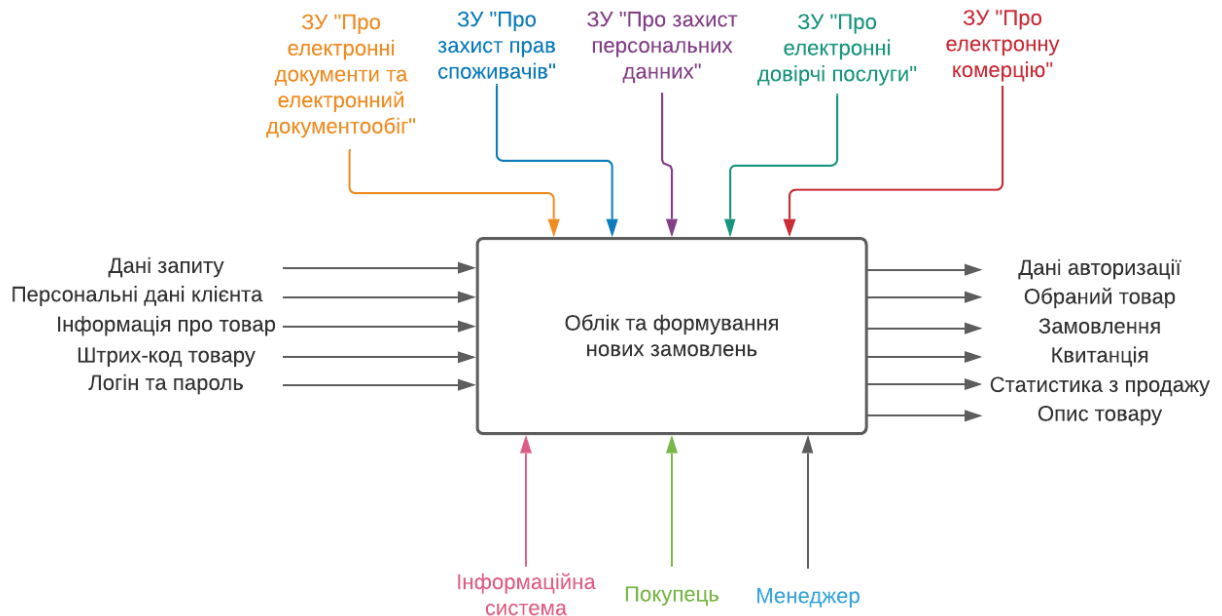 ЗУ "Про
електронні
документи та
електронний
документообіг"
ЗУ "Про
захист прав
споживачів"
ЗУ "Про захист
персональних
данних"
ЗУ "Про
електронні
довірчі послуги"
ЗУ "Про
електронну
комерцію"
Дані запиту
Персональні дані клієнта
Інформація про товар
Штрих-код товару
Логін та пароль
Облік та формування
нових замовлень
Дані авторизації
Обраний товар
Замовлення
Квитанція
Статистика з продажу
Опис товару
Інформаційна
система
Покупець
Менеджер